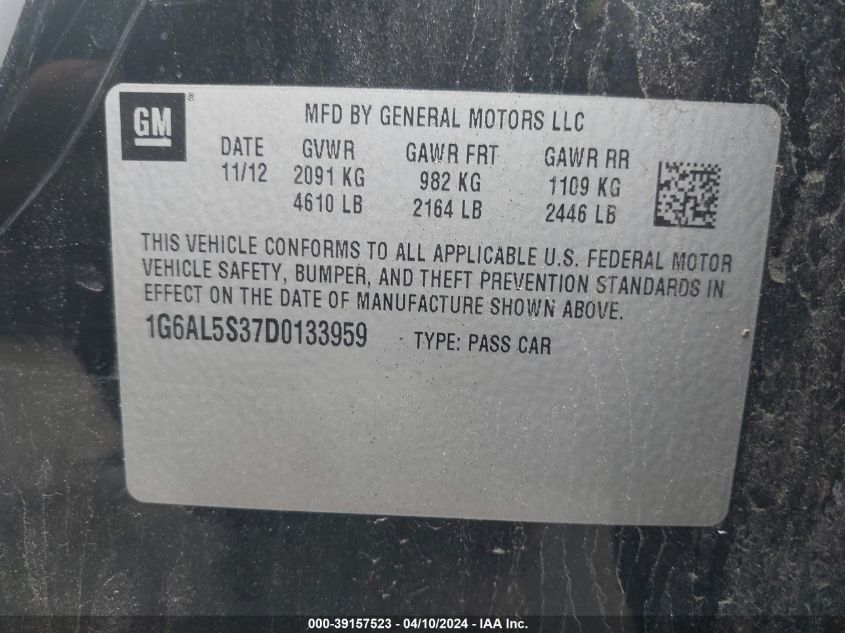 GM ®
MFD BY GENERAL MOTORS LLC
DATE GVWR GAWR FRT GAWR RR
11/12 2091 KG 982 KG 1109 KG
4610 LB 2164 LB 2446 LB
THIS VEHICLE CONFORMS TO ALL APPLICABLE U.S. FEDERAL MOTOR
VEHICLE SAFETY, BUMPER, AND THEFT PREVENTION STANDARDS IN
EFFECT ON THE DATE OF MANUFACTURE SHOWN ABOVE.
1G6AL5S37D0133959 TYPE: PASS CAR
000-39157523 - 04/10/2024 - IAA Inc.